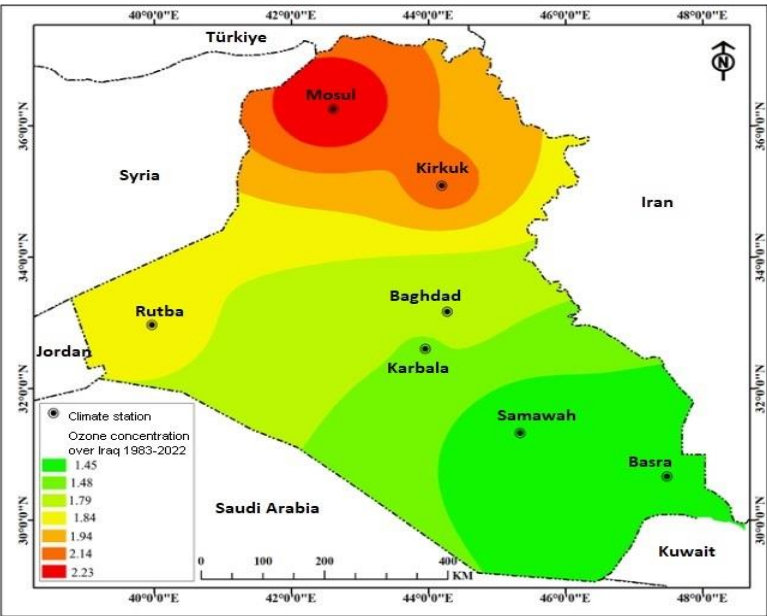 40°0'0"E 42°0'0"E 44°0'0"E 46°0'0"E 48°0'0"E
Türkiye
N
Mosul
36°0'0"N
36°0'0"N
Kirkuk
Syria
Iran
34°0'0"N
34°0'0"N
Baghdad
Rutba
Jordan
Karbala
32°0'0"N
32°0'0"N
Samawah
Basra
Climate station
Ozone concentration
over Iraq 1983-2022
1.45
1.48
1.79
1.84
1.94
2.14
2.23
Saudi Arabia
30°0'0"N
30°0'0"N
Kuwait
0 100 200 400
KM
40°0'0"E 42°0'0"E 44°0'0"E 46°0'0"E 48°0'0"E